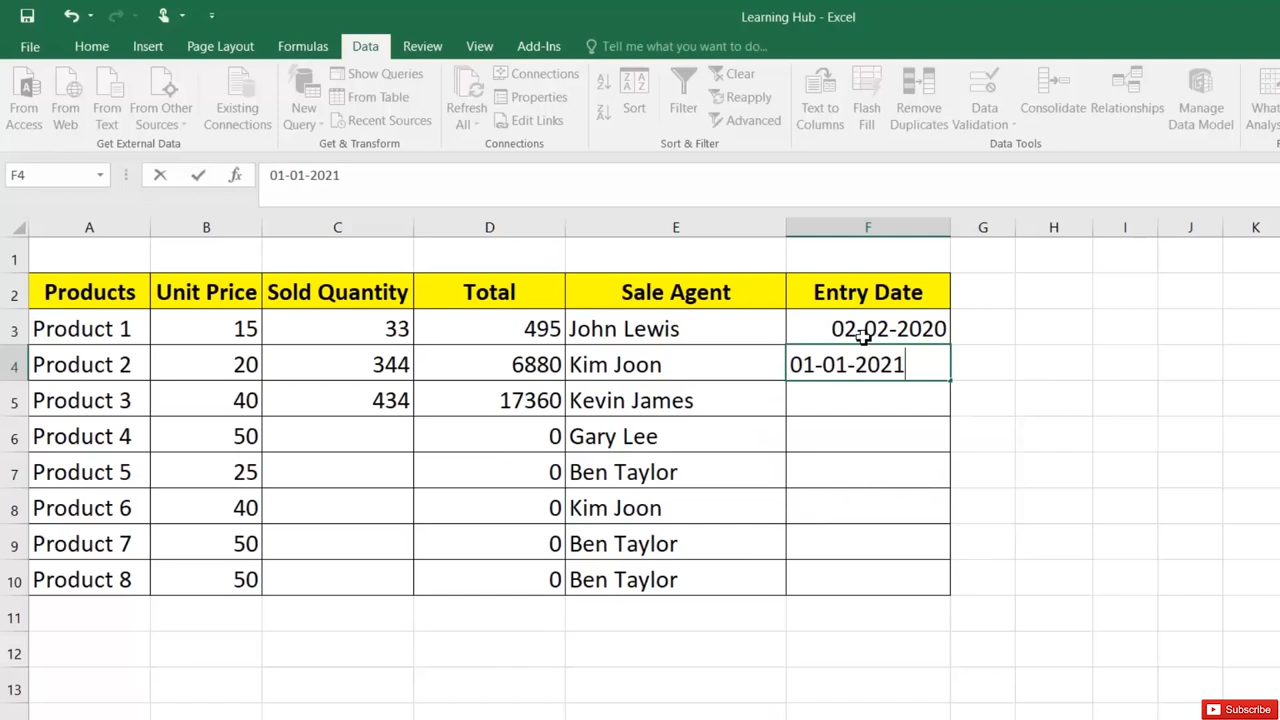 Learning Hub - Excel
File Home Insert Page Layout Formulas Data Review View Add-Ins Tell me what you want to do...
From Access
From Web
From Text
From Other Sources
Existing Connections
Get External Data
New Query
Show Queries
From Table
Recent Sources
Get & Transform
Refresh All
Connections
Properties
Edit Links
Connections
Sort
Filter
Clear
Reapply
Advanced
Sort & Filter
Text to Columns
Flash Fill
Remove Duplicates
Data Validation
Consolidate
Relationships
Manage Data Model
Data Tools
What
Analys
F4 fx 01-01-2021
A B C D E F G H I J K
1
2 Products Unit Price Sold Quantity Total Sale Agent Entry Date
3 Product 1 15 33 495 John Lewis 02-02-2020
4 Product 2 20 344 6880 Kim Joon 01-01-2021
5 Product 3 40 434 17360 Kevin James
6 Product 4 50 0 Gary Lee
7 Product 5 25 0 Ben Taylor
8 Product 6 40 0 Kim Joon
9 Product 7 50 0 Ben Taylor
10 Product 8 50 0 Ben Taylor
11
12
13
Subscribe